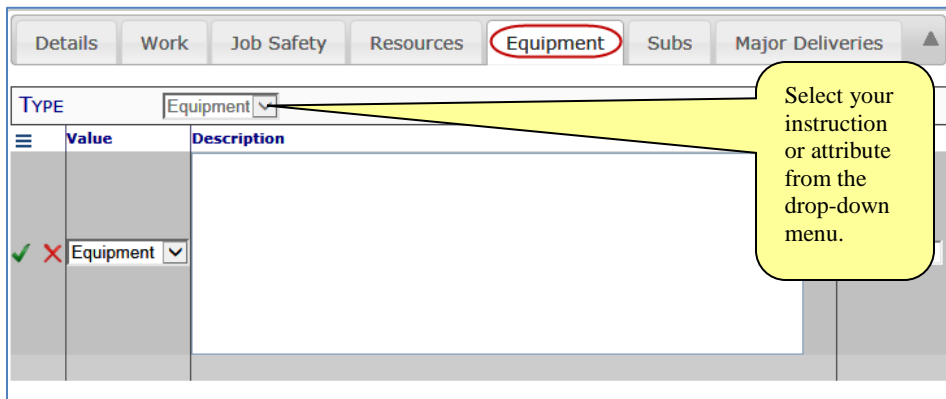 Details Work Job Safety Resources Equipment Subs Major Deliveries
TYPE Equipment
Value Description
Equipment
Select your
instruction
or attribute
from the
drop-down
menu.